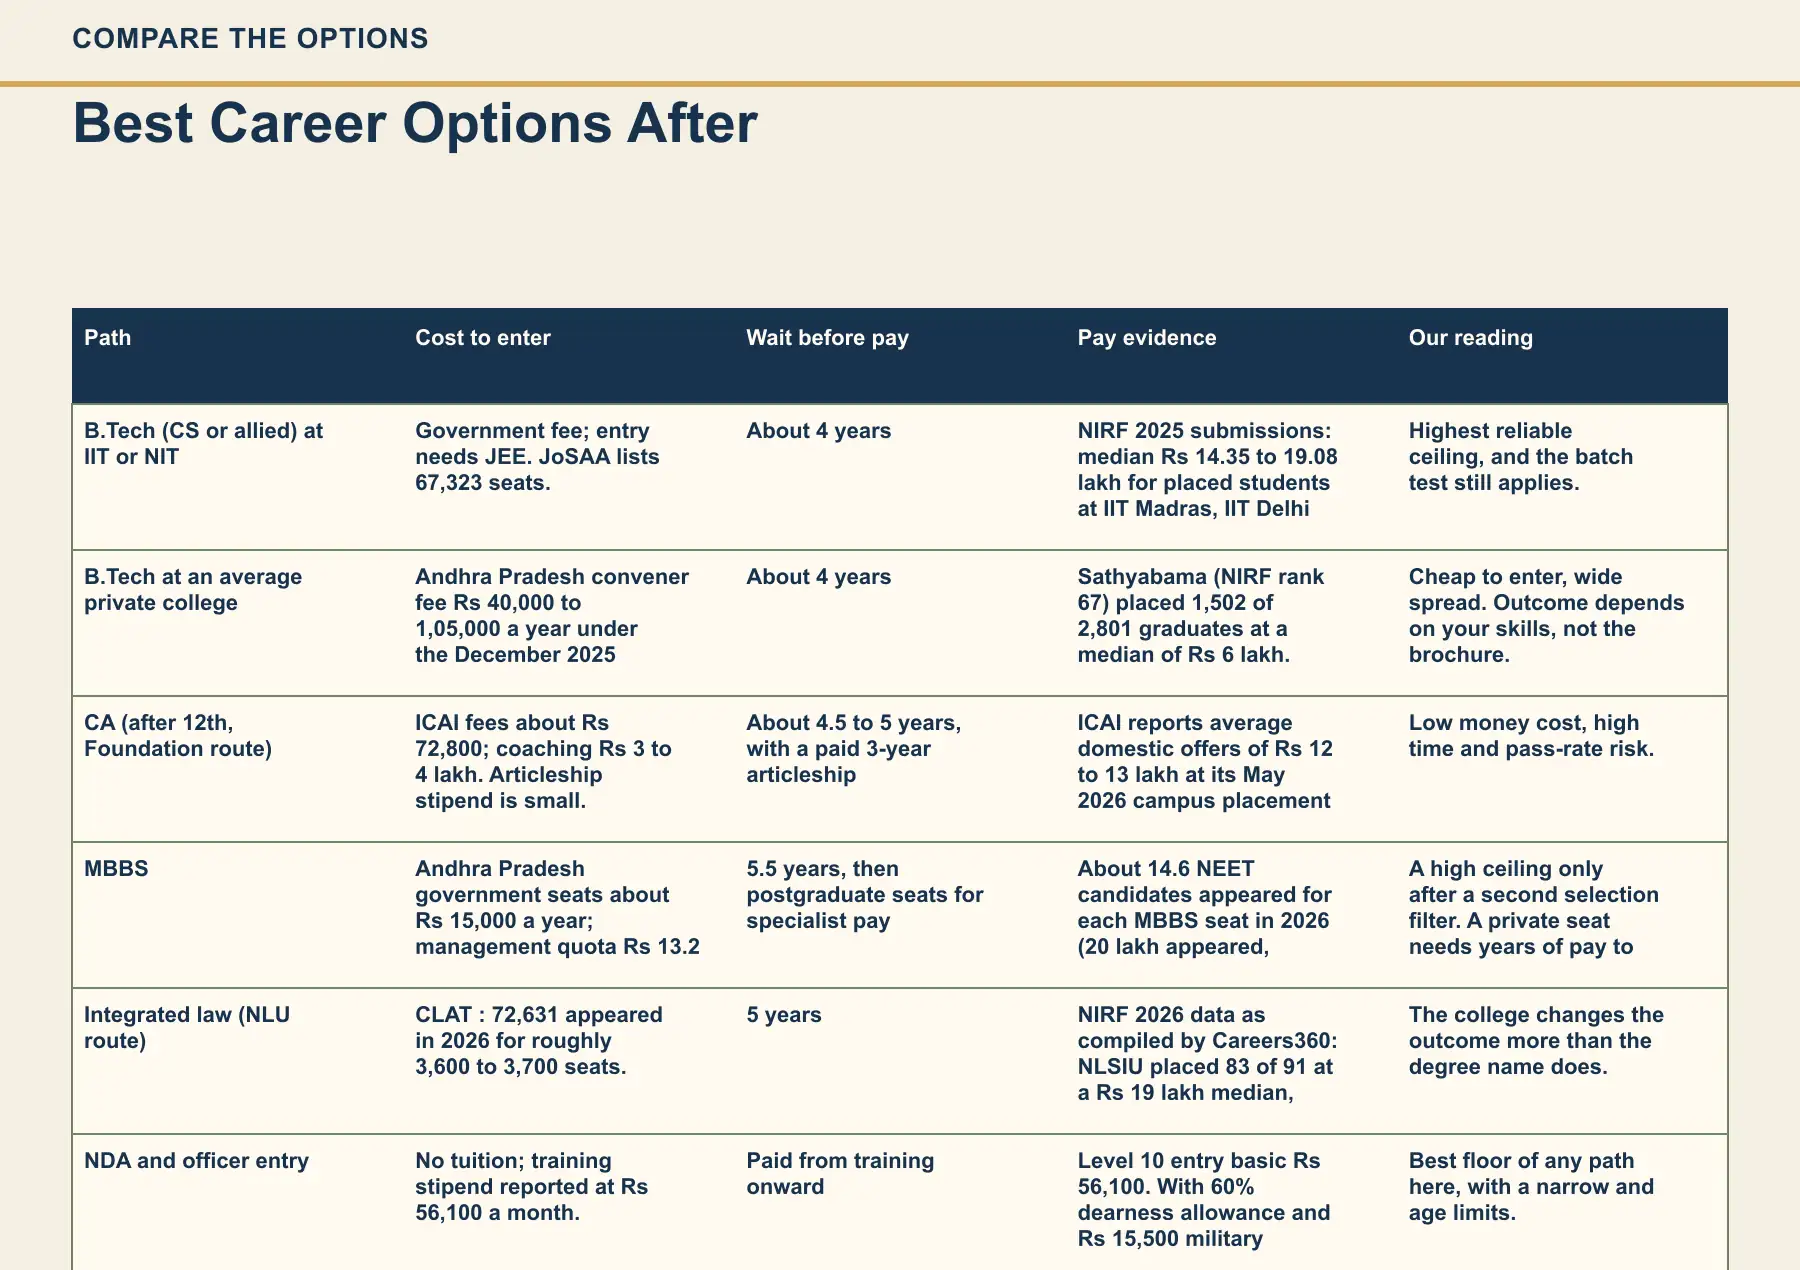 COMPARE THE OPTIONS
Best Career Options After
Path
Cost to enter
Wait before pay
Pay evidence
Our reading
B.Tech (CS or allied) at
IIT or NIT
Government fee; entry
needs JEE. JoSAA lists
67,323 seats.
About 4 years
NIRF 2025 submissions:
median Rs 14.35 to 19.08
lakh for placed students
at IIT Madras, IIT Delhi
Highest reliable
ceiling, and the batch
test still applies.
B.Tech at an average
private college
Andhra Pradesh convener
fee Rs 40,000 to
1,05,000 a year under
the December 2025
About 4 years
Sathyabama (NIRF rank
67) placed 1,502 of
2,801 graduates at a
median of Rs 6 lakh.
Cheap to enter, wide
spread. Outcome depends
on your skills, not the
brochure.
CA (after 12th,
Foundation route)
ICAI fees about Rs
72,800; coaching Rs 3 to
4 lakh. Articleship
stipend is small.
About 4.5 to 5 years,
with a paid 3-year
articleship
ICAI reports average
domestic offers of Rs 12
to 13 lakh at its May
2026 campus placement
Low money cost, high
time and pass-rate risk.
MBBS
Andhra Pradesh
government seats about
Rs 15,000 a year;
management quota Rs 13.2
5.5 years, then
postgraduate seats for
specialist pay
About 14.6 NEET
candidates appeared for
each MBBS seat in 2026
(20 lakh appeared,
A high ceiling only
after a second selection
filter. A private seat
needs years of pay to
Integrated law (NLU
route)
CLAT : 72,631 appeared
in 2026 for roughly
3,600 to 3,700 seats.
5 years
NIRF 2026 data as
compiled by Careers360:
NLSIU placed 83 of 91 at
a Rs 19 lakh median,
The college changes the
outcome more than the
degree name does.
NDA and officer entry
No tuition; training
stipend reported at Rs
56,100 a month.
Paid from training
onward
Level 10 entry basic Rs
56,100. With 60%
dearness allowance and
Rs 15,500 military
Best floor of any path
here, with a narrow and
age limits.